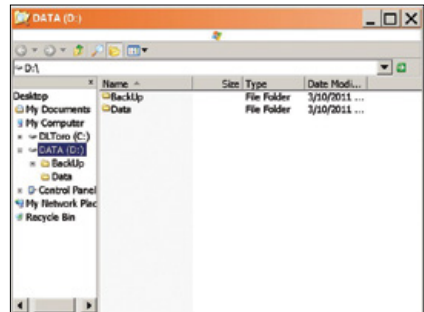 DATA (D:)
D:\
Name Size Type Date Modi...
BackUp File Folder 3/10/2011 ...
Data File Folder 3/10/2011 ...
Desktop
My Documents
My Computer
DLToro (C:)
DATA (D:)
BackUp
Data
Control Panel
My Network Plac
Recycle Bin